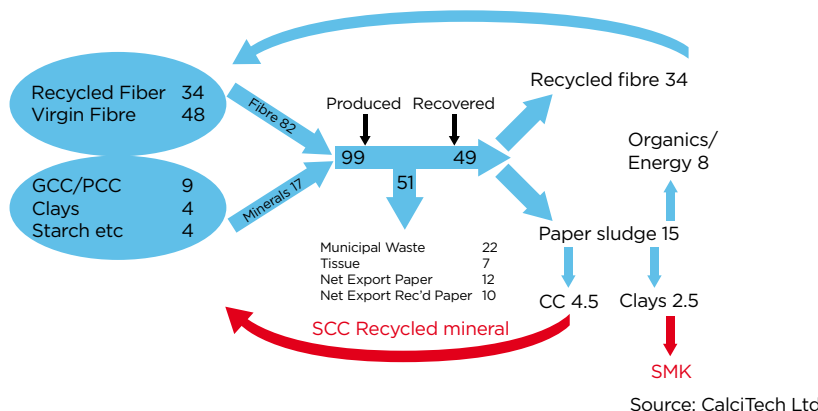 Recycled Fiber 34
Virgin Fibre 48
GCC/PCC 9
Clays 4
Starch etc 4
Fibre 82
Minerals 17
Produced
Recovered
99
49
51
Municipal Waste 22
Tissue 7
Net Export Paper 12
Net Export Rec'd Paper 10
Recycled fibre 34
Organics/
Energy 8
Paper sludge 15
CC 4.5
Clays 2.5
SCC Recycled mineral
SMK
Source: CalciTech Ltd